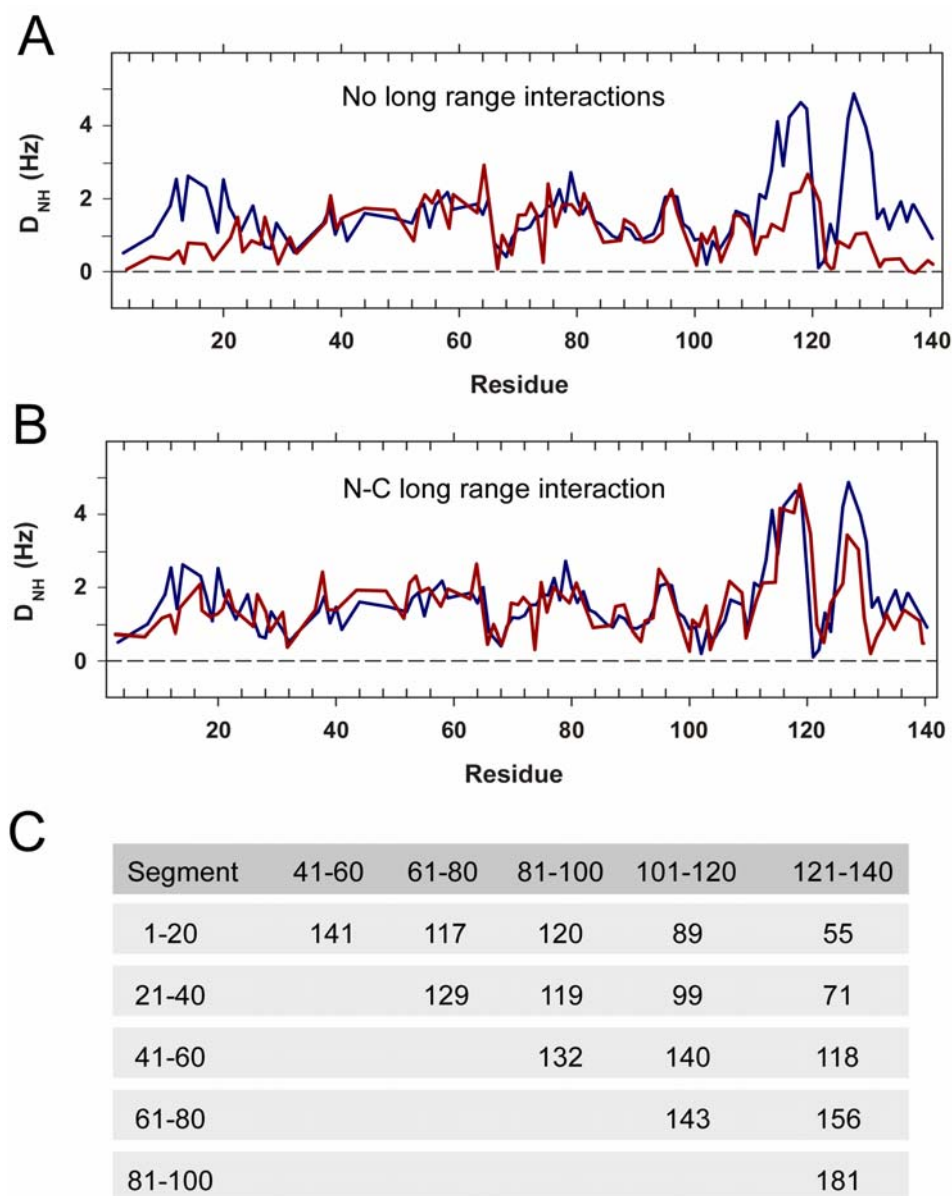 A
No long range interactions
D_NH (Hz)
4
2
0
20 40 60 80 100 120 140
Residue
B
N-C long range interaction
D_NH (Hz)
4
2
0
20 40 60 80 100 120 140
Residue
C
Segment 41-60 61-80 81-100 101-120 121-140
1-20 141 117 120 89 55
21-40 129 119 99 71
41-60 132 140 118
61-80 143 156
81-100 181